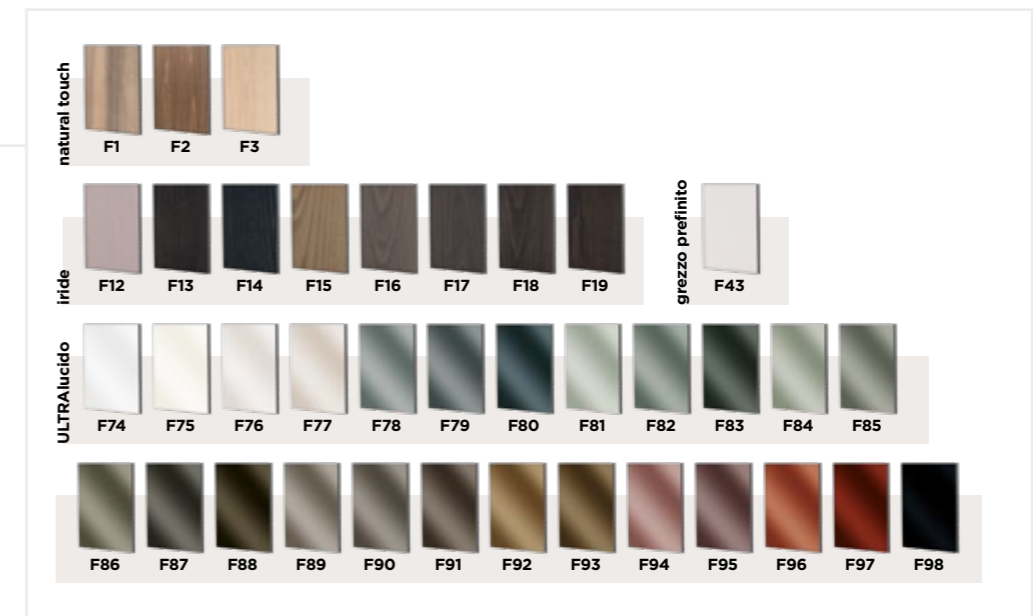 natural touch
F1 F2 F3
iride
F12 F13 F14 F15 F16 F17 F18 F19
grezzo prefinito
F43
ULTRAlucido
F74 F75 F76 F77 F78 F79 F80 F81 F82 F83 F84 F85
F86 F87 F88 F89 F90 F91 F92 F93 F94 F95 F96 F97 F98